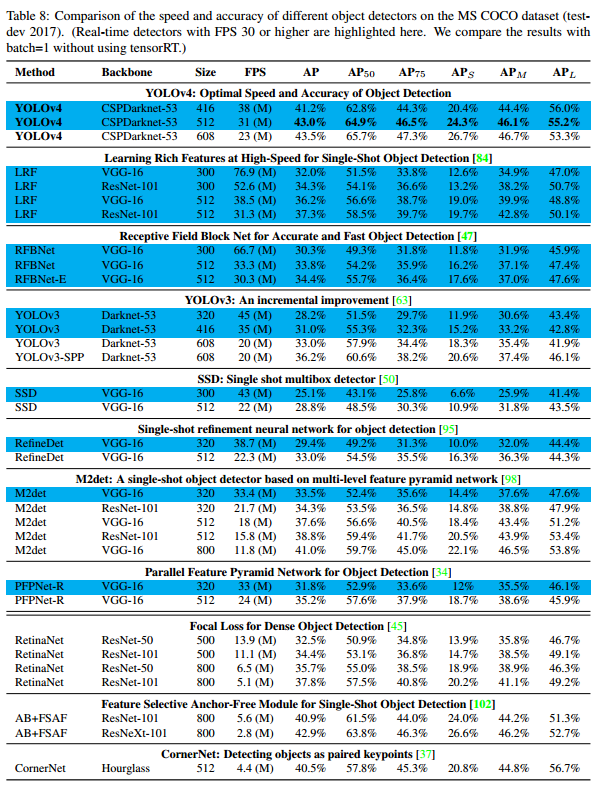 Table 8: Comparison of the speed and accuracy of different object detectors on the MS COCO dataset (test-
dev 2017). (Real-time detectors with FPS 30 or higher are highlighted here. We compare the results with
batch=1 without using tensorRT.)
Method Backbone Size FPS AP AP50 AP75 APS APM APL
YOLOv4: Optimal Speed and Accuracy of Object Detection
YOLOv4 CSPDarknet-53 416 38 (M) 41.2% 62.8% 44.3% 20.4% 44.4% 56.0%
YOLOv4 CSPDarknet-53 512 31 (M) 43.0% 64.9% 46.5% 24.3% 46.1% 55.2%
YOLOv4 CSPDarknet-53 608 23 (M) 43.5% 65.7% 47.3% 26.7% 46.7% 53.3%
Learning Rich Features at High-Speed for Single-Shot Object Detection [84]
LRF VGG-16 300 76.9 (M) 32.0% 51.5% 33.8% 12.6% 34.9% 47.0%
LRF ResNet-101 300 52.6 (M) 34.3% 54.1% 36.6% 13.2% 38.2% 50.7%
LRF VGG-16 512 38.5 (M) 36.2% 56.6% 38.7% 19.0% 39.9% 48.8%
LRF ResNet-101 512 31.3 (M) 37.3% 58.5% 39.7% 19.7% 42.8% 50.1%
Receptive Field Block Net for Accurate and Fast Object Detection [47]
RFBNet VGG-16 300 66.7 (M) 30.3% 49.3% 31.8% 11.8% 31.9% 45.9%
RFBNet VGG-16 512 33.3 (M) 33.8% 54.2% 35.9% 16.2% 37.1% 47.4%
RFBNet-E VGG-16 512 30.3 (M) 34.4% 55.7% 36.4% 17.6% 37.0% 47.6%
YOLOv3: An incremental improvement [63]
YOLOv3 Darknet-53 320 45 (M) 28.2% 51.5% 29.7% 11.9% 30.6% 43.4%
YOLOv3 Darknet-53 416 35 (M) 31.0% 55.3% 32.3% 15.2% 33.2% 42.8%
YOLOv3 Darknet-53 608 20 (M) 33.0% 57.9% 34.4% 18.3% 35.4% 41.9%
YOLOv3-SPP Darknet-53 608 20 (M) 36.2% 60.6% 38.2% 20.6% 37.4% 46.1%
SSD: Single shot multibox detector [50]
SSD VGG-16 300 43 (M) 25.1% 43.1% 25.8% 6.6% 25.9% 41.4%
SSD VGG-16 512 22 (M) 28.8% 48.5% 30.3% 10.9% 31.8% 43.5%
Single-shot refinement neural network for object detection [95]
RefineDet VGG-16 320 38.7 (M) 29.4% 49.2% 31.3% 10.0% 32.0% 44.4%
RefineDet VGG-16 512 22.3 (M) 33.0% 54.5% 35.5% 16.3% 36.3% 44.3%
M2det: A single-shot object detector based on multi-level feature pyramid network [98]
M2det VGG-16 320 33.4 (M) 33.5% 52.4% 35.6% 14.4% 37.6% 47.6%
M2det ResNet-101 320 21.7 (M) 34.3% 53.5% 36.5% 14.8% 38.8% 47.9%
M2det VGG-16 512 18 (M) 37.6% 56.6% 40.5% 18.4% 43.4% 51.2%
M2det ResNet-101 512 15.8 (M) 38.8% 59.4% 41.7% 20.5% 43.9% 53.4%
M2det VGG-16 800 11.8 (M) 41.0% 59.7% 45.0% 22.1% 46.5% 53.8%
Parallel Feature Pyramid Network for Object Detection [34]
PFPNet-R VGG-16 320 33 (M) 31.8% 52.9% 33.6% 12% 35.5% 46.1%
PFPNet-R VGG-16 512 24 (M) 35.2% 57.6% 37.9% 18.7% 38.6% 45.9%
Focal Loss for Dense Object Detection [45]
RetinaNet ResNet-50 500 13.9 (M) 32.5% 50.9% 34.8% 13.9% 35.8% 46.7%
RetinaNet ResNet-101 500 11.1 (M) 34.4% 53.1% 36.8% 14.7% 38.5% 49.1%
RetinaNet ResNet-50 800 6.5 (M) 35.7% 55.0% 38.5% 18.9% 38.9% 46.3%
RetinaNet ResNet-101 800 5.1 (M) 37.8% 57.5% 40.8% 20.2% 41.1% 49.2%
Feature Selective Anchor-Free Module for Single-Shot Object Detection [102]
AB+FSAF ResNet-101 800 5.6 (M) 40.9% 61.5% 44.0% 24.0% 44.2% 51.3%
AB+FSAF ResNeXt-101 800 2.8 (M) 42.9% 63.8% 46.3% 26.6% 46.2% 52.7%
CornerNet: Detecting objects as paired keypoints [37]
CornerNet Hourglass 512 4.4 (M) 40.5% 57.8% 45.3% 20.8% 44.8% 56.7%